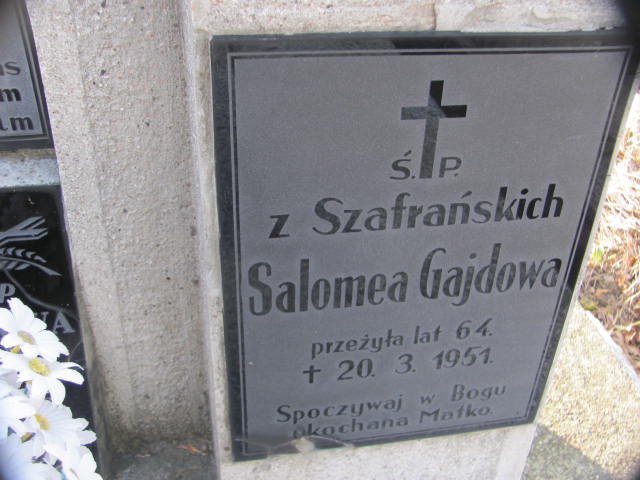 Ś. P.
z Szafrańskich
Salomea Gajdowa
przeżyła lat 64.
+ 20. 3. 1951.
Spoczywaj w Bogu
ukochana Matko.